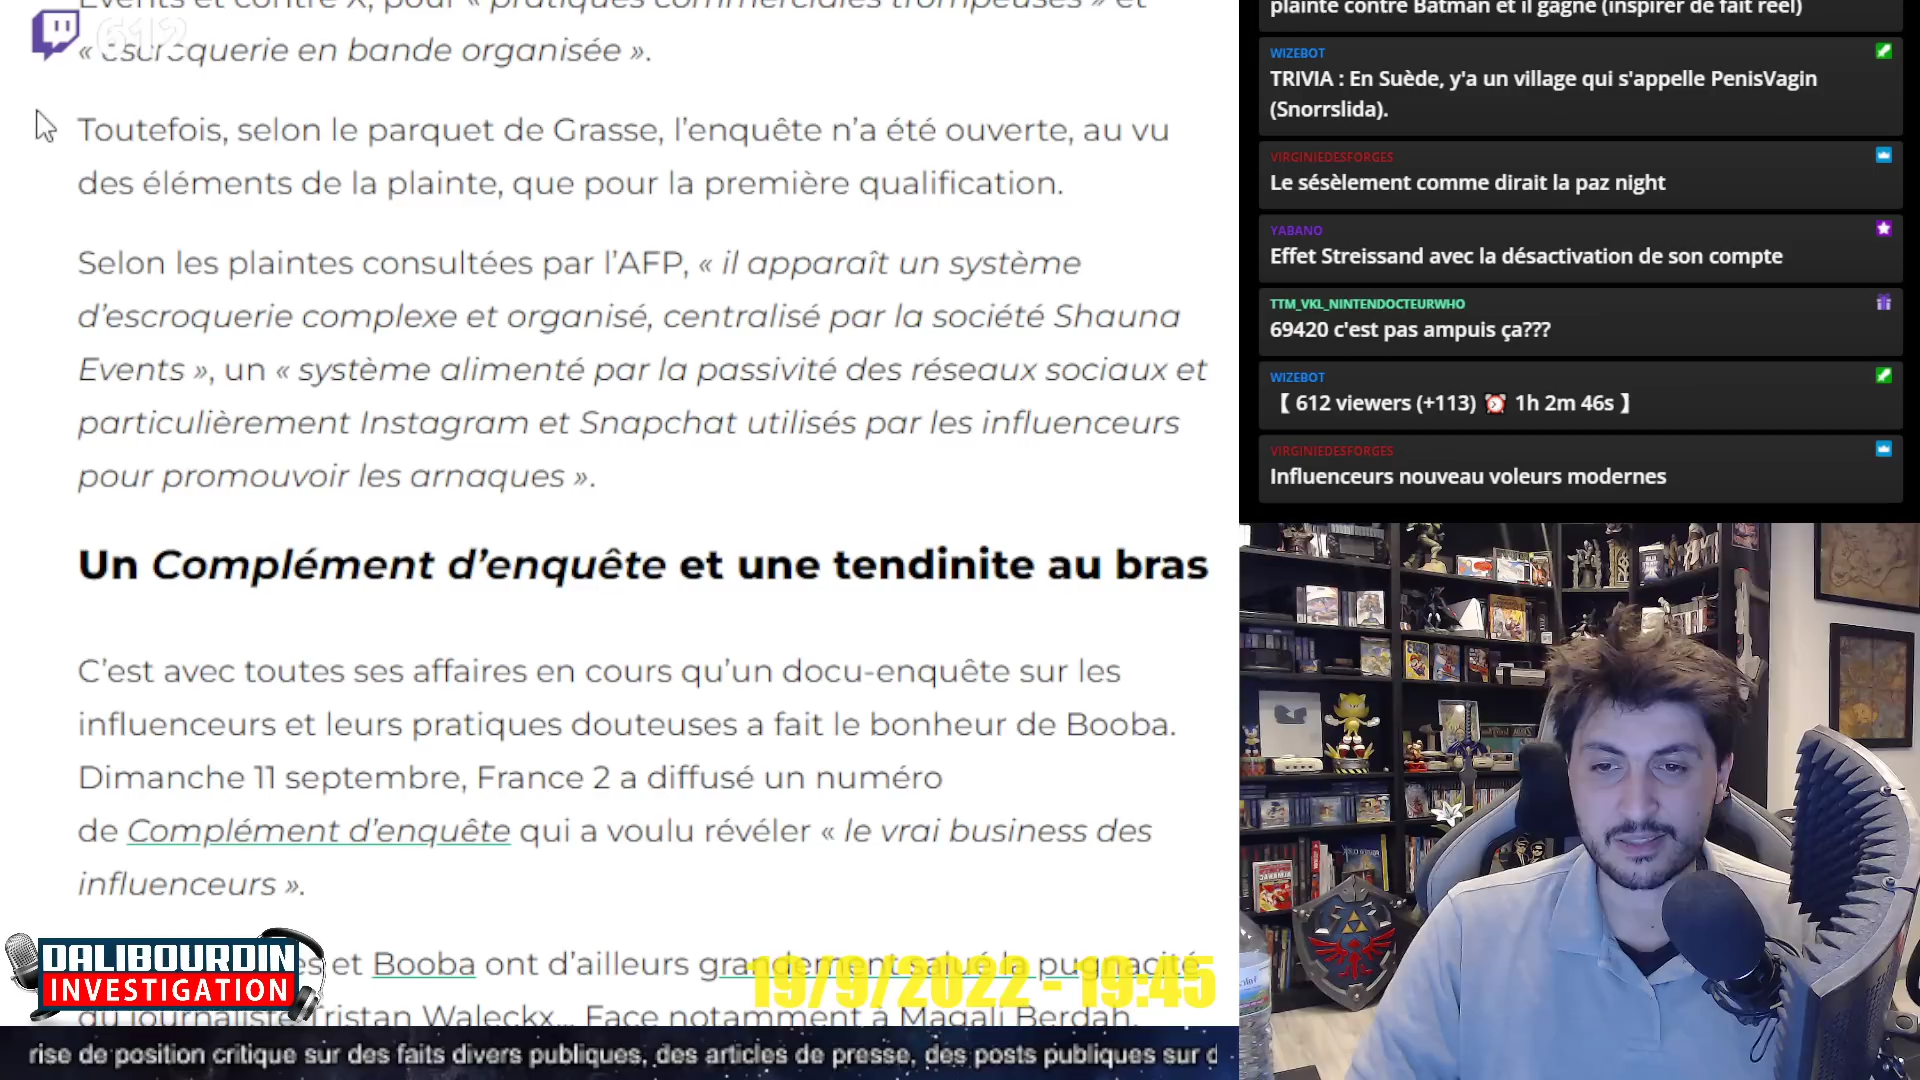 Events et contre X, pour « pratiques commerciales trompeuses » et
« escroquerie en bande organisée ».
612
Toutefois, selon le parquet de Grasse, l’enquête n’a été ouverte, au vu
des éléments de la plainte, que pour la première qualification.
Selon les plaintes consultées par l’AFP, « il apparaît un système
d’escroquerie complexe et organisé, centralisé par la société Shauna
Events », un « système alimenté par la passivité des réseaux sociaux et
particulièrement Instagram et Snapchat utilisés par les influenceurs
pour promouvoir les arnaques ».
Un Complément d’enquête et une tendinite au bras
C’est avec toutes ses affaires en cours qu’un docu-enquête sur les
influenceurs et leurs pratiques douteuses a fait le bonheur de Booba.
Dimanche 11 septembre, France 2 a diffusé un numéro
de Complément d’enquête qui a voulu révéler « le vrai business des
influenceurs ».
et Booba ont d’ailleurs grandement salué la pugnacité
du journaliste Tristan Waleckx... Face notamment à Magali Berdah,
DALIBOURDIN
INVESTIGATION
19/9/2022 - 19:45
rise de position critique sur des faits divers publiques, des articles de presse, des posts publiques sur
plainte contre Batman et il gagne (inspirer de fait réel)
WIZEBOT
TRIVIA : En Suède, y'a un village qui s'appelle PenisVagin
(Snorrslida).
VIRGINIEDESFORGES
Le sésèlement comme dirait la paz night
YABANO
Effet Streissand avec la désactivation de son compte
TTM_VKL_NINTENDOCTEURWHO
69420 c'est pas ampuis ça???
WIZEBOT
【 612 viewers (+113) ⏰ 1h 2m 46s 】
VIRGINIEDESFORGES
Influenceurs nouveau voleurs modernes